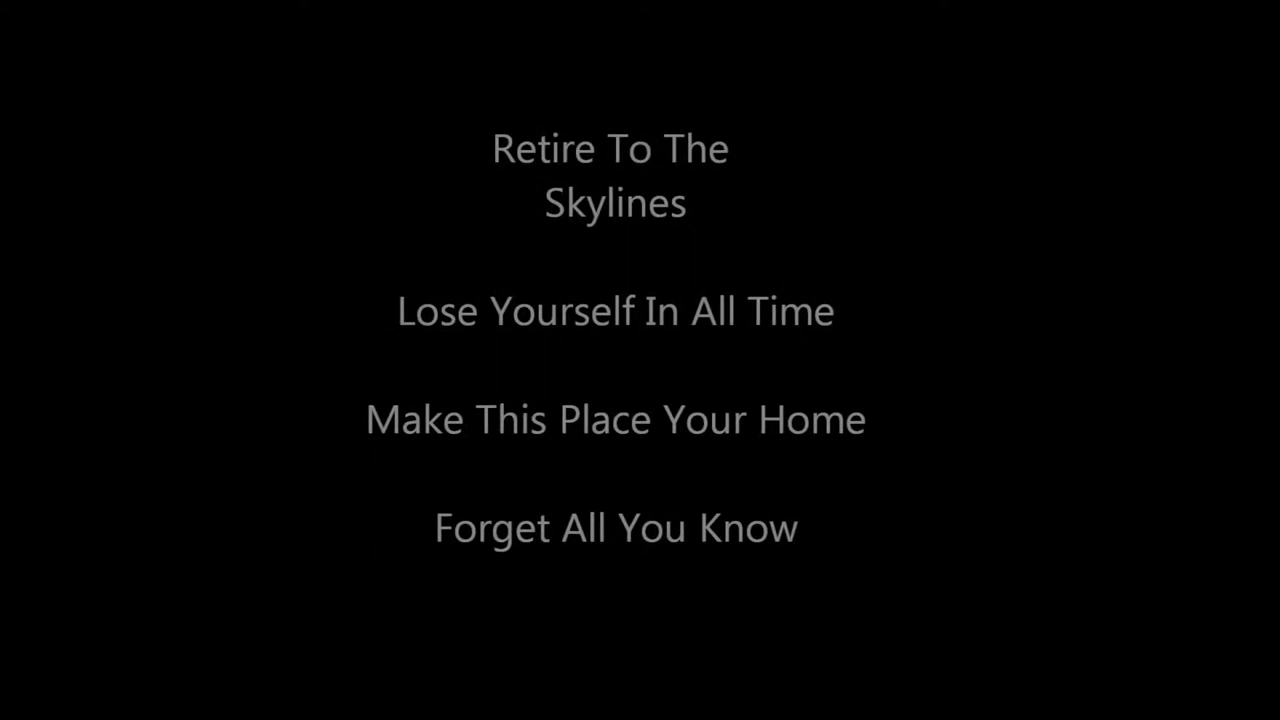 Retire To The
Skylines
Lose Yourself In All Time
Make This Place Your Home
Forget All You Know